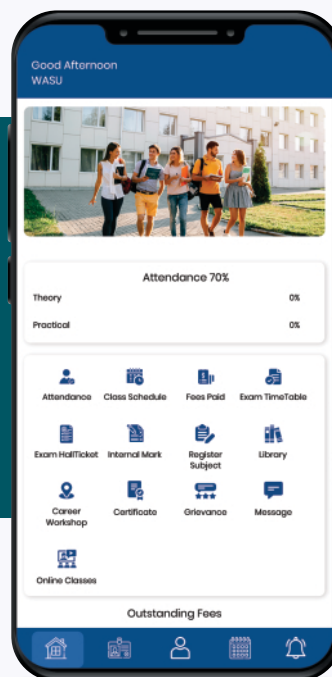 Good Afternoon
WASU
Attendance 70%
Theory 0%
Practical 0%
Attendance Class Schedule Fees Paid Exam TimeTable
Exam HallTicket Internal Mark Register Subject Library
Career Workshop Certificate Grievance Message
Online Classes
Outstanding Fees